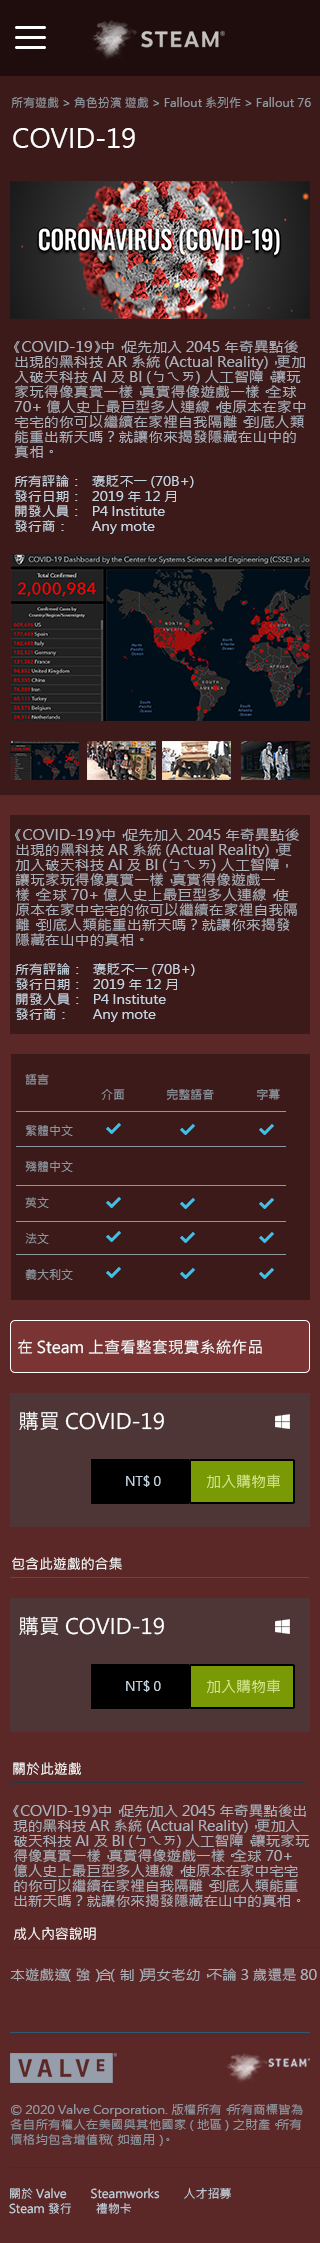 STEAM®
所有遊戲 > 角色扮演 遊戲 > Fallout 系列作 > Fallout 76
COVID-19
CORONAVIRUS (COVID-19)
《COVID-19》中，促先加入 2045 年奇異點後
出現的黑科技 AR 系統 (Actual Reality)，更加
入破天科技 AI 及 BI (ㄅㄟㄞ) 人工智障，讓玩
家玩得像真實一樣，真實得像遊戲一樣，全球
70+ 億人史上最巨型多人連線，使原本在家中
宅宅的你可以繼續在家裡自我隔離，到底人類
能重出新天嗎？就讓你來揭發隱藏在山中的
真相。
所有評論： 褒貶不一 (70B+)
發行日期： 2019 年 12 月
開發人員： P4 Institute
發行商： Any mote
COVID-19 Dashboard by the Center for Systems Science and Engineering (CSSE) at Jo
Total Confirmed
2,000,984
Confirmed Cases by
Country/Region/Sovereignty
US
Spain
Italy
Germany
France
United Kingdom
China
Iran
Turkey
Belgium
Netherlands
NORTH AMERICA
EUROPE
AFRICA
SOUTH AMERICA
《COVID-19》中，促先加入 2045 年奇異點後
出現的黑科技 AR 系統 (Actual Reality)，更
加入破天科技 AI 及 BI (ㄅㄟㄞ) 人工智障，
讓玩家玩得像真實一樣，真實得像遊戲一
樣，全球 70+ 億人史上最巨型多人連線，使
原本在家中宅宅的你可以繼續在家裡自我隔
離，到底人類能重出新天嗎？就讓你來揭發
隱藏在山中的真相。
所有評論： 褒貶不一 (70B+)
發行日期： 2019 年 12 月
開發人員： P4 Institute
發行商： Any mote
語言
介面 完整語音 字幕
繁體中文
殘體中文
英文
法文
義大利文
在 Steam 上查看整套現實系統作品
購買 COVID-19
NT$ 0 加入購物車
包含此遊戲的合集
購買 COVID-19
NT$ 0 加入購物車
關於此遊戲
《COVID-19》中，促先加入 2045 年奇異點後出
現的黑科技 AR 系統 (Actual Reality)，更加入
破天科技 AI 及 BI (ㄅㄟㄞ) 人工智障，讓玩家玩
得像真實一樣，真實得像遊戲一樣，全球 70+
億人史上最巨型多人連線，使原本在家中宅宅
的你可以繼續在家裡自我隔離，到底人類能重
出新天嗎？就讓你來揭發隱藏在山中的真相。
成人內容說明
本遊戲適(強)合(制)男女老幼，不論 3 歲還是 80
VALVE®
STEAM®
© 2020 Valve Corporation. 版權所有，所有商標皆為
各自所有權人在美國與其他國家（地區）之財產，所有
價格均包含增值稅（如適用）。
關於 Valve Steamworks 人才招募
Steam 發行 禮物卡